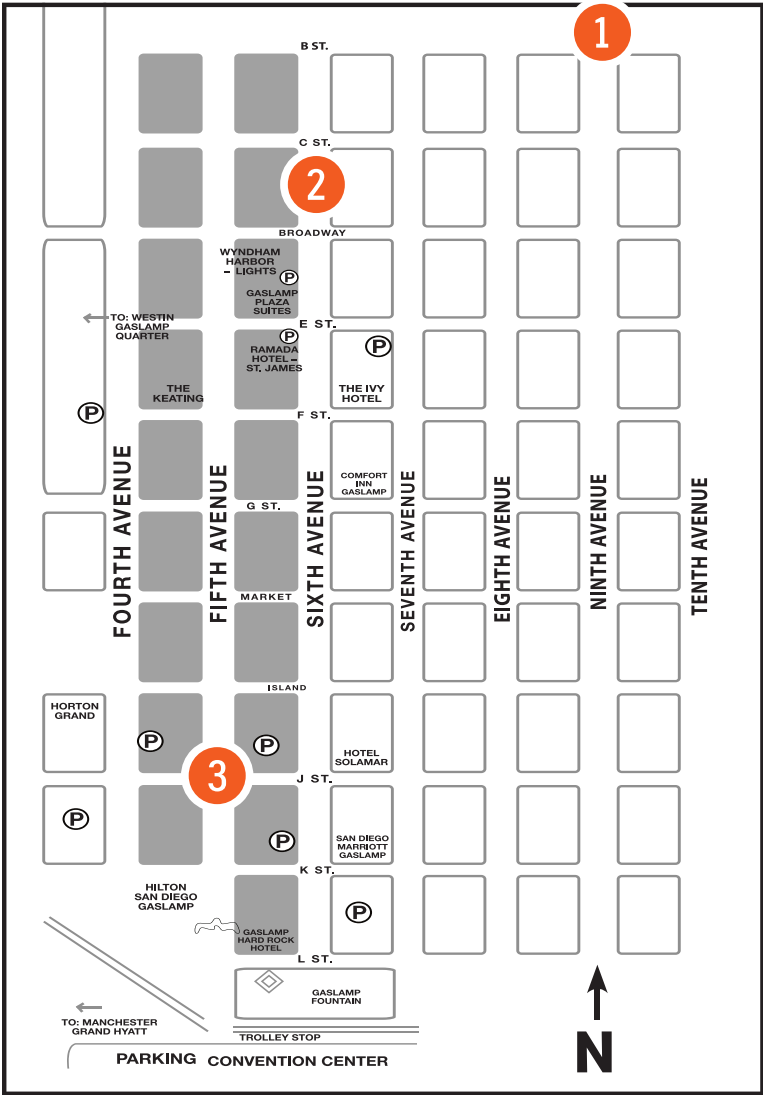 1
B ST.
C ST.
2
BROADWAY
WYNDHAM
HARBOR
– LIGHTS
P
GASLAMP
PLAZA
SUITES
TO: WESTIN
GASLAMP
QUARTER
E ST.
P
RAMADA
HOTEL –
ST. JAMES
P
THE
KEATING
THE IVY
HOTEL
P
F ST.
COMFORT
INN
GASLAMP
G ST.
FOURTH AVENUE
FIFTH AVENUE
SIXTH AVENUE
SEVENTH AVENUE
EIGHTH AVENUE
NINTH AVENUE
TENTH AVENUE
MARKET
ISLAND
HORTON
GRAND
P
P
HOTEL
SOLAMAR
3
J ST.
P
P
SAN DIEGO
MARRIOTT
GASLAMP
K ST.
HILTON
SAN DIEGO
GASLAMP
P
GASLAMP
HARD ROCK
HOTEL
L ST.
GASLAMP
FOUNTAIN
TO: MANCHESTER
GRAND HYATT
TROLLEY STOP
PARKING CONVENTION CENTER
N